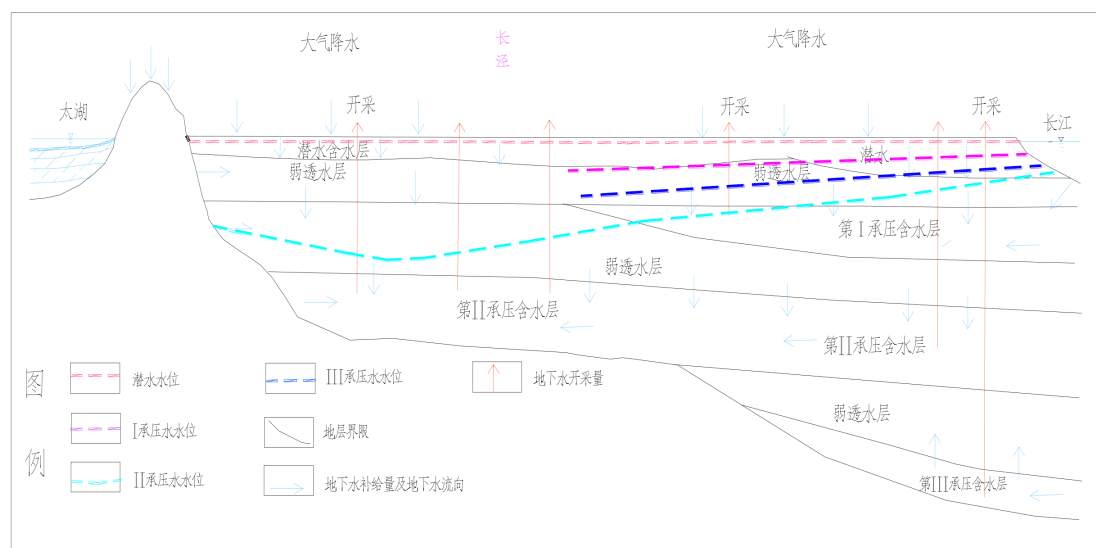 大气降水
长泾
大气降水
太湖
开采
开采
开采
长江
潜水含水层
潜水
弱透水层
弱透水层
第Ⅰ承压含水层
弱透水层
第II承压含水层
第II承压含水层
弱透水层
第III承压含水层
图例
潜水水位
III承压水水位
地下水开采量
I承压水水位
地层界限
II承压水水位
地下水补给量及地下水流向